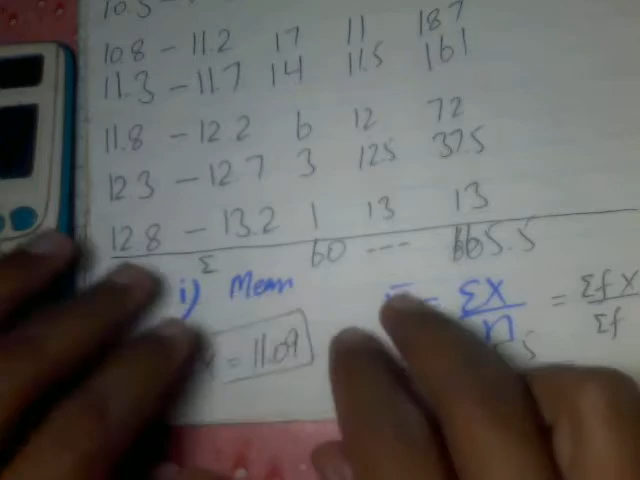 10.3 -
10.8 - 11.2 17 11 187
11.3 - 11.7 14 11.5 161
11.8 - 12.2 6 12 72
12.3 - 12.7 3 12.5 37.5
12.8 - 13.2 1 13 13
Σ 60 --- 665.5
i) Mean = ΣX/n = ΣfX/Σf
= 11.09